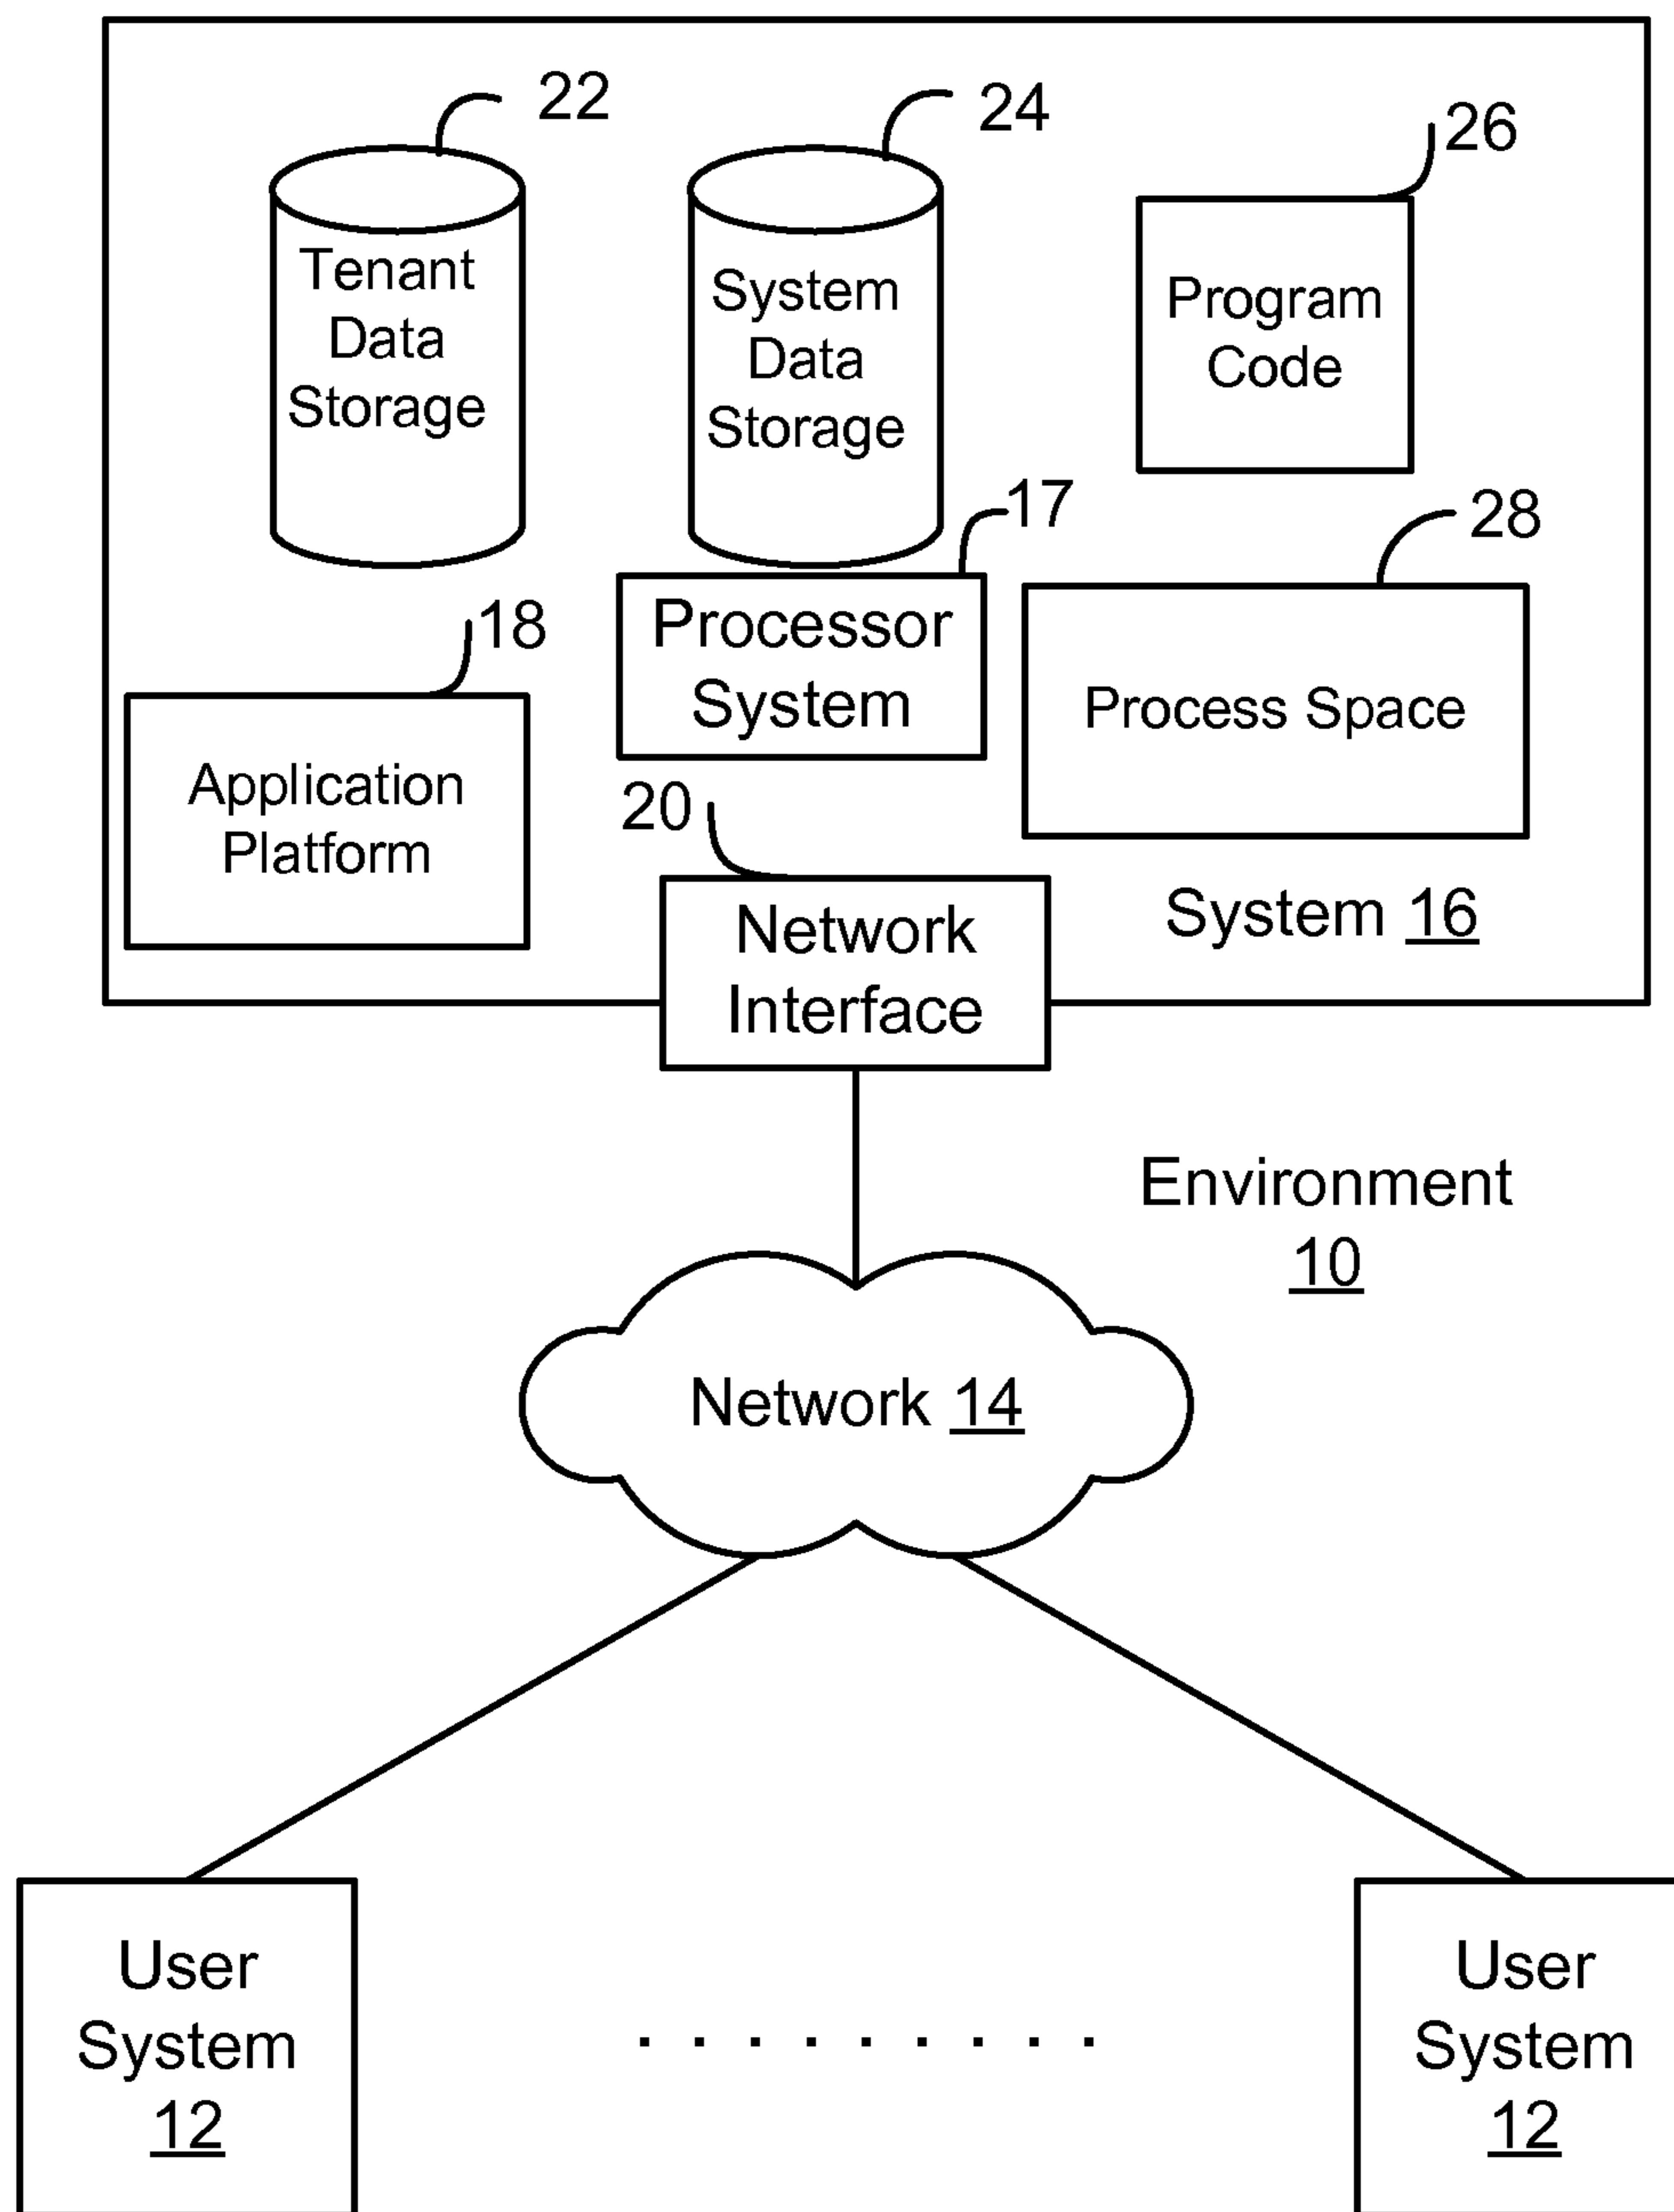 22
24
26
Tenant
Data
Storage
System
Data
Storage
Program
Code
17
28
18
Processor
System
Process Space
Application
Platform
20
Network
Interface
System 16
Environment
10
Network 14
User
System
12
. . . . . . . . .
User
System
12